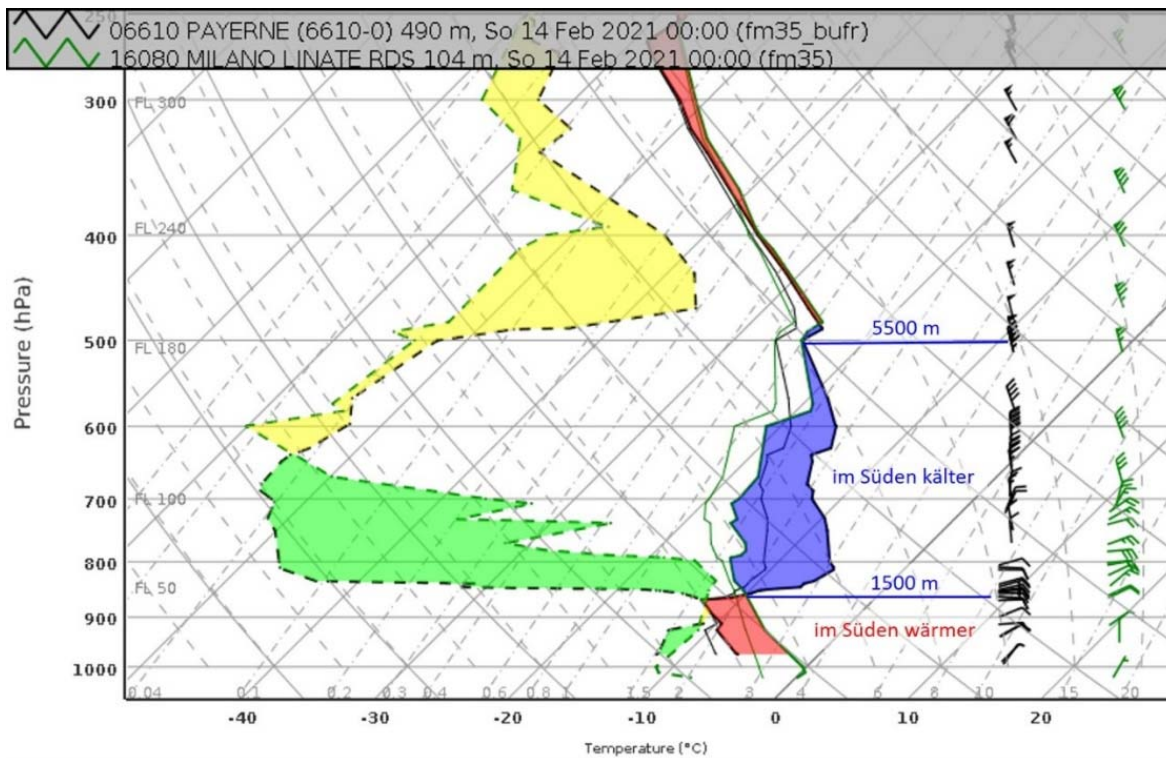 250
06610 PAYERNE (6610-0) 490 m, So 14 Feb 2021 00:00 (fm35_bufr)
16080 MILANO LINATE RDS 104 m, So 14 Feb 2021 00:00 (fm35)
300 FL 300
400 FL 240
5500 m
500 FL 180
600
im Süden kälter
700 FL 100
800
1500 m
FL 50
900 im Süden wärmer
1000
0.04 0.1 0.2 0.3 0.4 0.6 0.8 1 1.5 2 3 4 6 8 10 15 20
-40 -30 -20 -10 0 10 20
Temperature (°C)
Pressure (hPa)